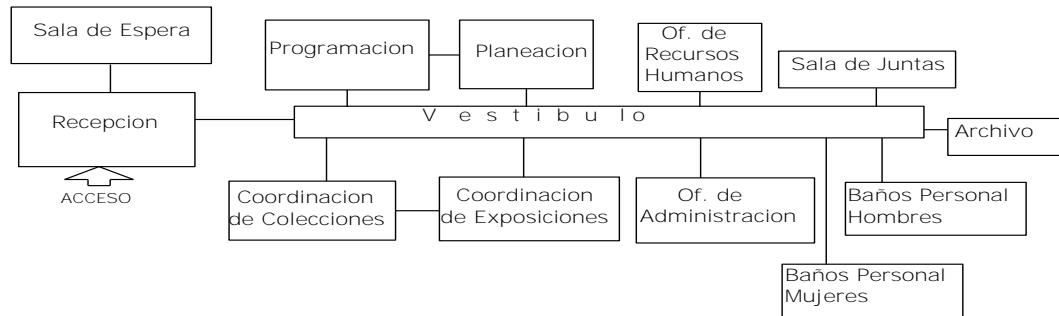 Sala de Espera
Programacion
Planeacion
Of. de
Recursos
Humanos
Sala de Juntas
Recepcion
Vestibulo
Archivo
ACCESO
Coordinacion
de Colecciones
Coordinacion
de Exposiciones
Of. de
Administracion
Baños Personal
Hombres
Baños Personal
Mujeres